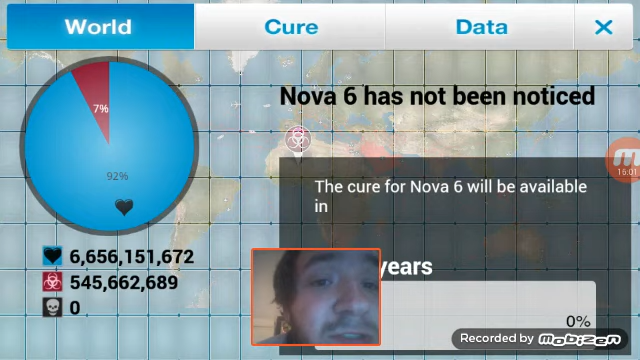 World
Cure
Data
X
7%
92%
6,656,151,672
545,662,689
0
Nova 6 has not been noticed
The cure for Nova 6 will be available
in
years
0%
16:01
Recorded by Mobizen